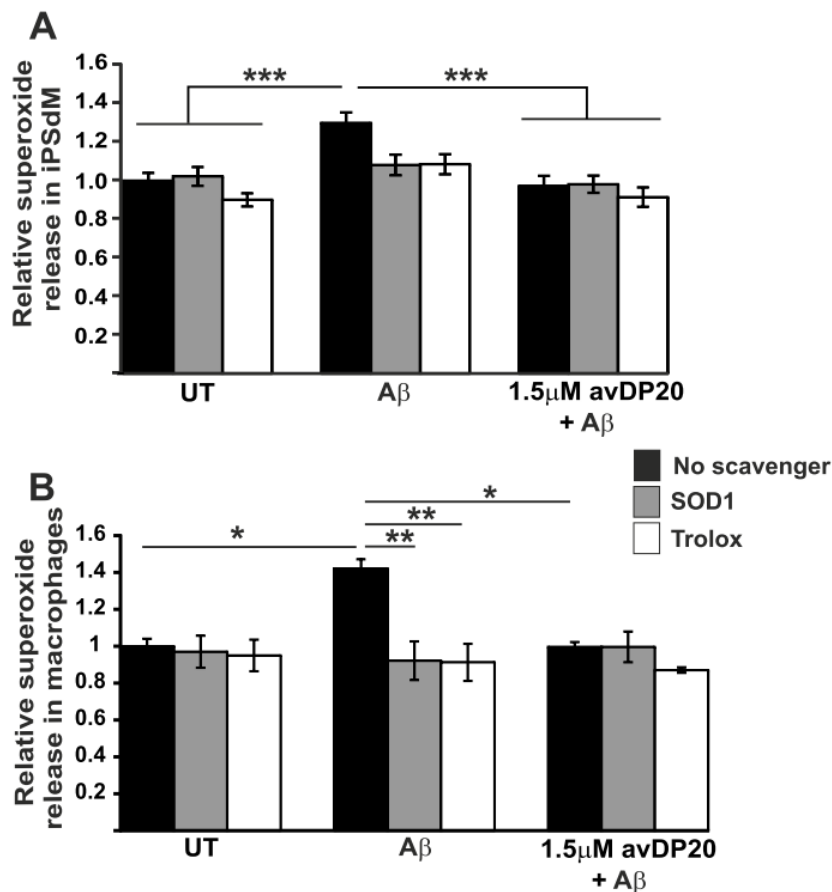 A
Relative superoxide
release in iPSdM
1.6
1.4
1.2
1.0
0.8
0.6
0.4
0.2
***
***
UT
Aβ
1.5μM avDP20
+ Aβ
No scavenger
SOD1
Trolox
B
Relative superoxide
release in macrophages
1.6
1.4
1.2
1
0.8
0.6
0.4
0.2
*
**
**
*
UT
Aβ
1.5μM avDP20
+ Aβ